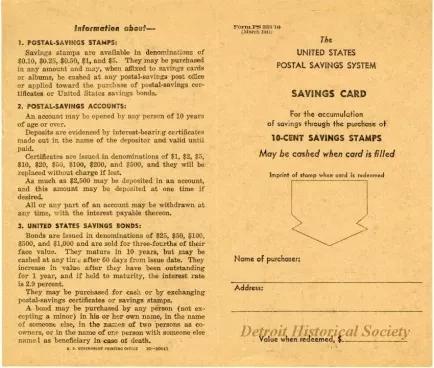 Information about—
1. POSTAL-SAVINGS STAMPS:
Savings stamps are available in denominations of
$0.10, $0.25, $0.50, $1, and $5. They may be purchased
in any amount and may, when affixed to savings cards
or albums, be cashed at any postal-savings post office
or applied toward the purchase of postal-savings cer-
tificates or United States savings bonds.
2. POSTAL-SAVINGS ACCOUNTS:
An account may be opened by any person of 10 years
of age or over.
Deposits are evidenced by interest-bearing certificates
made out in the name of the depositor and valid until
paid.
Certificates are issued in denominations of $1, $2, $5,
$10, $20, $50, $100, $200, and $500, and they will be
replaced without charge if lost.
As much as $2,500 may be deposited in an account,
and this amount may be deposited at one time if
desired.
All or any part of an account may be withdrawn at
any time, with the interest payable thereon.
3. UNITED STATES SAVINGS BONDS:
Bonds are issued in denominations of $25, $50, $100,
$500, and $1,000 and are sold for three-fourths of their
face value. They mature in 10 years, but may be
cashed at any time after 60 days from issue date. They
increase in value after they have been outstanding
for 1 year, and if held to maturity, the interest rate
is 2.9 percent.
They may be purchased for cash or by exchanging
postal-savings certificates or savings stamps.
A bond may be purchased by any person (not ex-
cepting a minor) in his or her own name, in the name
of someone else, in the names of two persons as co-
owners, or in the name of one person with someone else
named as beneficiary in case of death.
U. S. GOVERNMENT PRINTING OFFICE
Form PS
(March 1941)
The
UNITED STATES
POSTAL SAVINGS SYSTEM
SAVINGS CARD
For the accumulation
of savings through the purchase of
10-CENT SAVINGS STAMPS
May be cashed when card is filled
Imprint of stamp when card is redeemed
Name of purchaser:
Address:
Detroit Historical Society
Value when redeemed, $